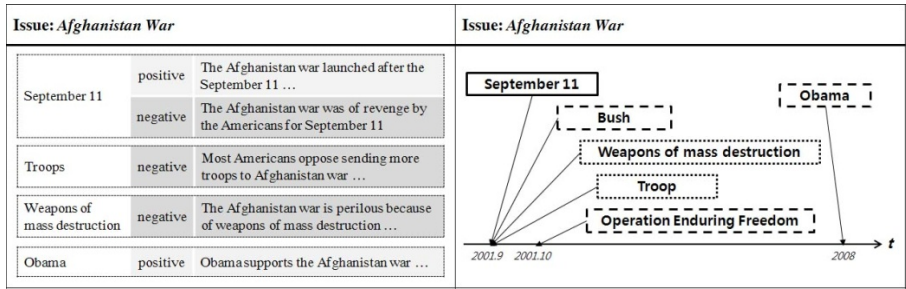 Issue: Afghanistan War
September 11
positive
The Afghanistan war launched after the
September 11 …
negative
The Afghanistan war was of revenge by
the Americans for September 11
Troops
negative
Most Americans oppose sending more
troops to Afghanistan war …
Weapons of
mass destruction
negative
The Afghanistan war is perilous because
of weapons of mass destruction …
Obama
positive
Obama supports the Afghanistan war …
Issue: Afghanistan War
September 11
Obama
Bush
Weapons of mass destruction
Troop
Operation Enduring Freedom
t
2001.9
2001.10
2008